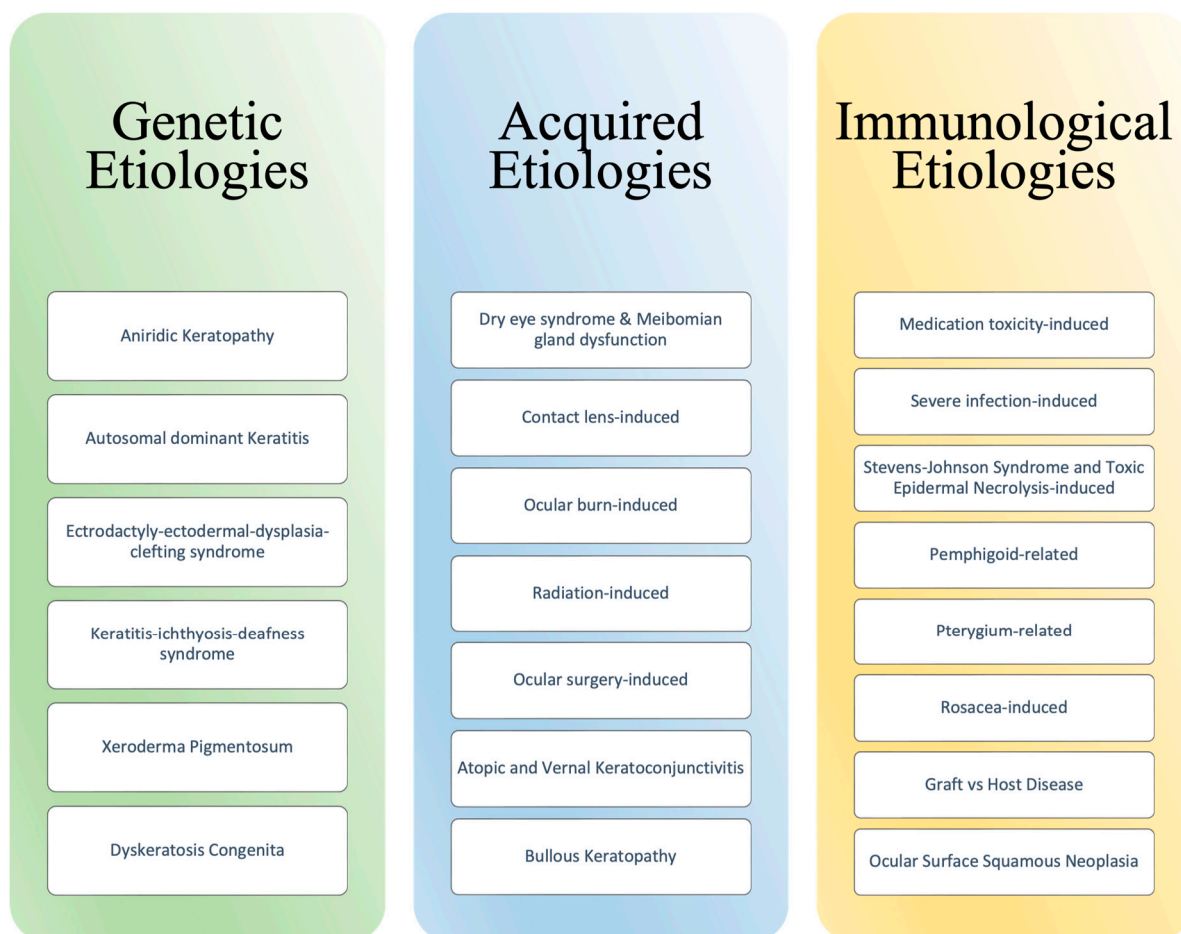 Genetic
Etiologies
Aniridic Keratopathy
Autosomal dominant Keratitis
Ectrodactyly-ectodermal-dysplasia-
clefting syndrome
Keratitis-ichthyosis-deafness
syndrome
Xeroderma Pigmentosum
Dyskeratosis Congenita
Acquired
Etiologies
Dry eye syndrome & Meibomian
gland dysfunction
Contact lens-induced
Ocular burn-induced
Radiation-induced
Ocular surgery-induced
Atopic and Vernal Keratoconjunctivitis
Bullous Keratopathy
Immunological
Etiologies
Medication toxicity-induced
Severe infection-induced
Stevens-Johnson Syndrome and Toxic
Epidermal Necrolysis-induced
Pemphigoid-related
Pterygium-related
Rosacea-induced
Graft vs Host Disease
Ocular Surface Squamous Neoplasia